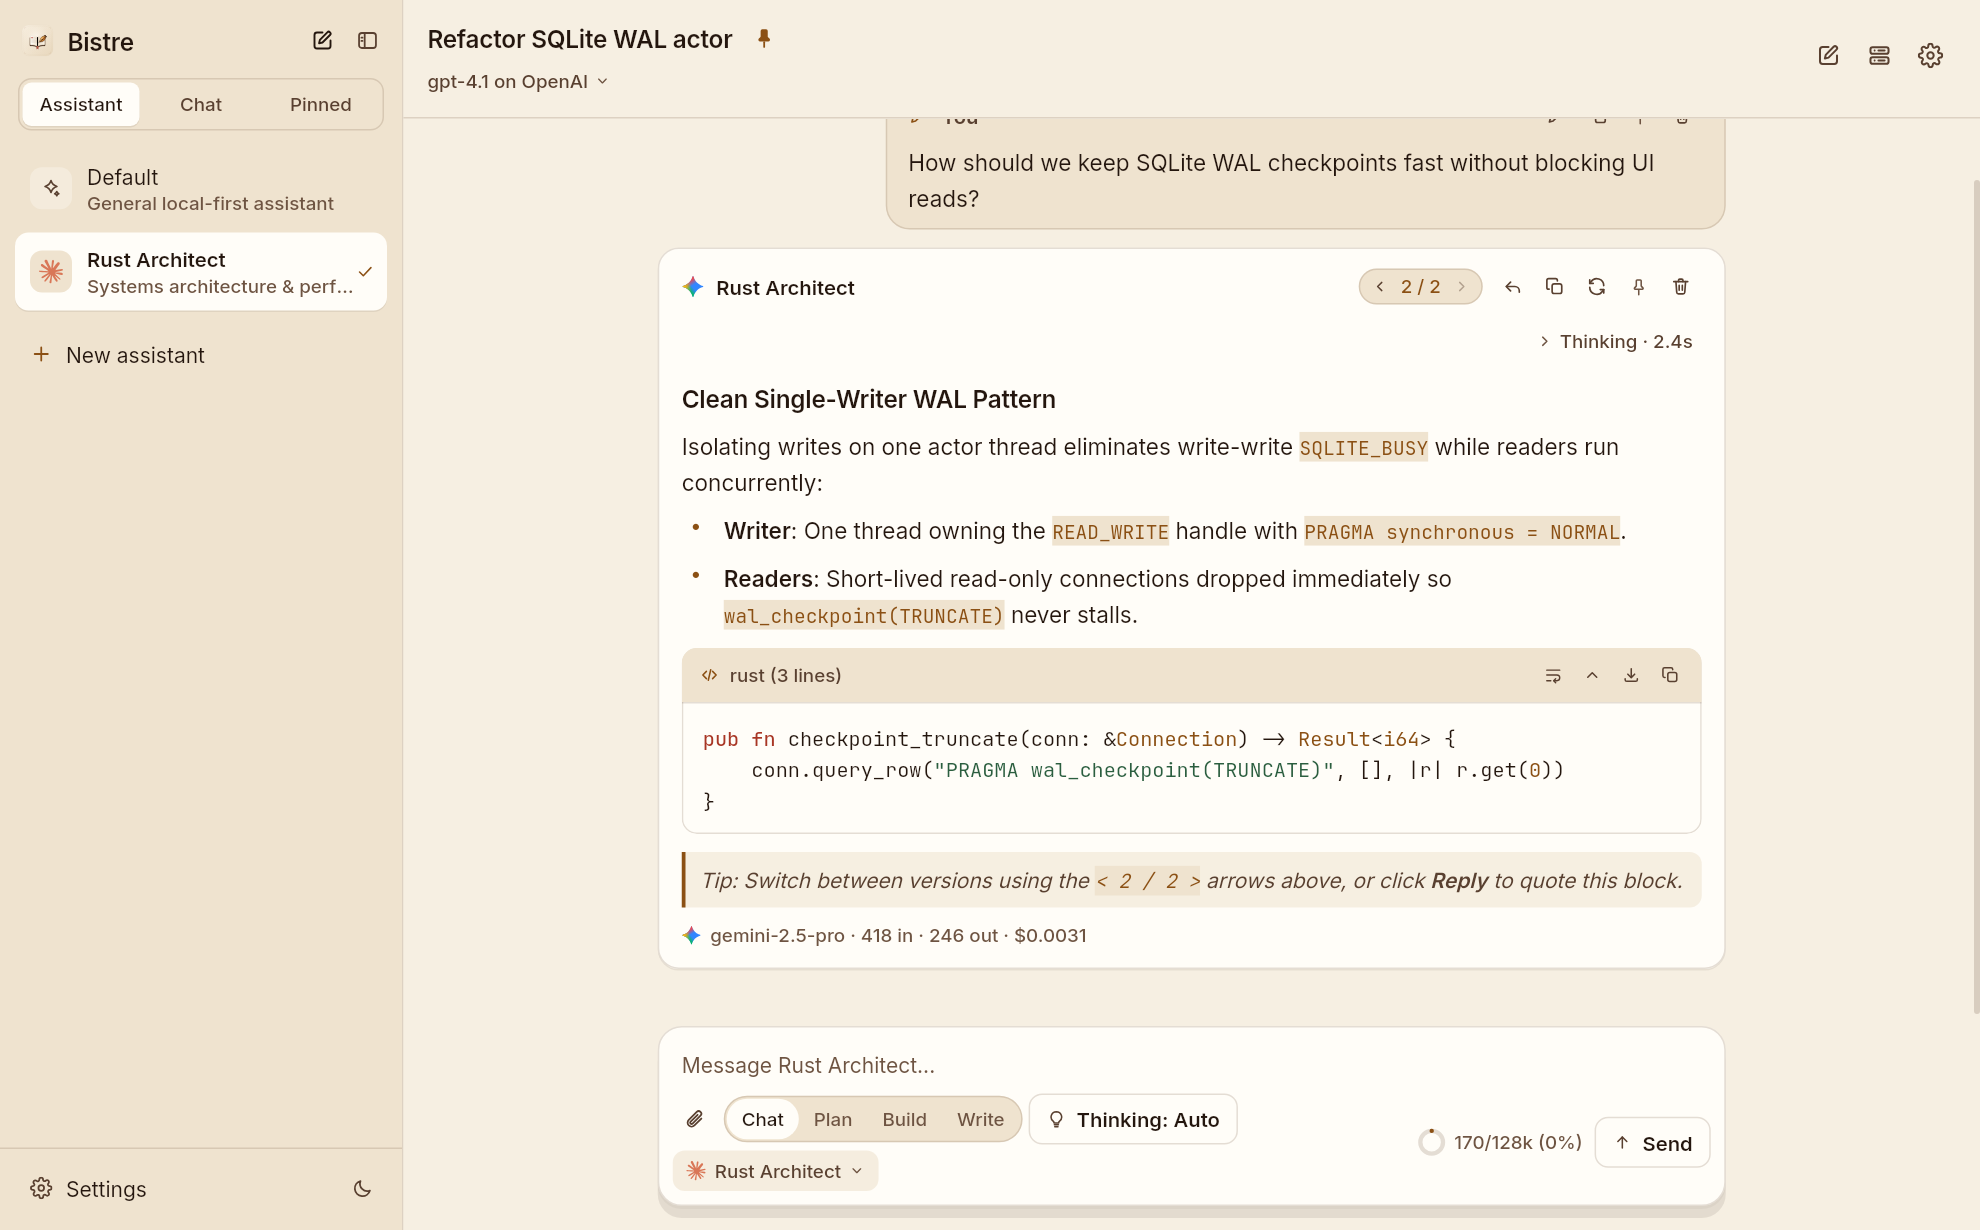 Bistre
Assistant
Chat
Pinned
Default
General local-first assistant
Rust Architect
Systems architecture & perf...
New assistant
Settings
Refactor SQLite WAL actor
gpt-4.1 on OpenAI
You
How should we keep SQLite WAL checkpoints fast without blocking UI
reads?
Rust Architect
2 / 2
Thinking · 2.4s
Clean Single-Writer WAL Pattern
Isolating writes on one actor thread eliminates write-write SQLITE_BUSY while readers run
concurrently:
• Writer: One thread owning the READ_WRITE handle with PRAGMA synchronous = NORMAL.
• Readers: Short-lived read-only connections dropped immediately so
wal_checkpoint(TRUNCATE) never stalls.
rust (3 lines)
pub fn checkpoint_truncate(conn: &Connection) -> Result<i64> {
    conn.query_row("PRAGMA wal_checkpoint(TRUNCATE)", [], |r| r.get(0))
}
Tip: Switch between versions using the < 2 / 2 > arrows above, or click Reply to quote this block.
gemini-2.5-pro · 418 in · 246 out · $0.0031
Message Rust Architect...
Chat
Plan
Build
Write
Thinking: Auto
170/128k (0%)
Send
Rust Architect